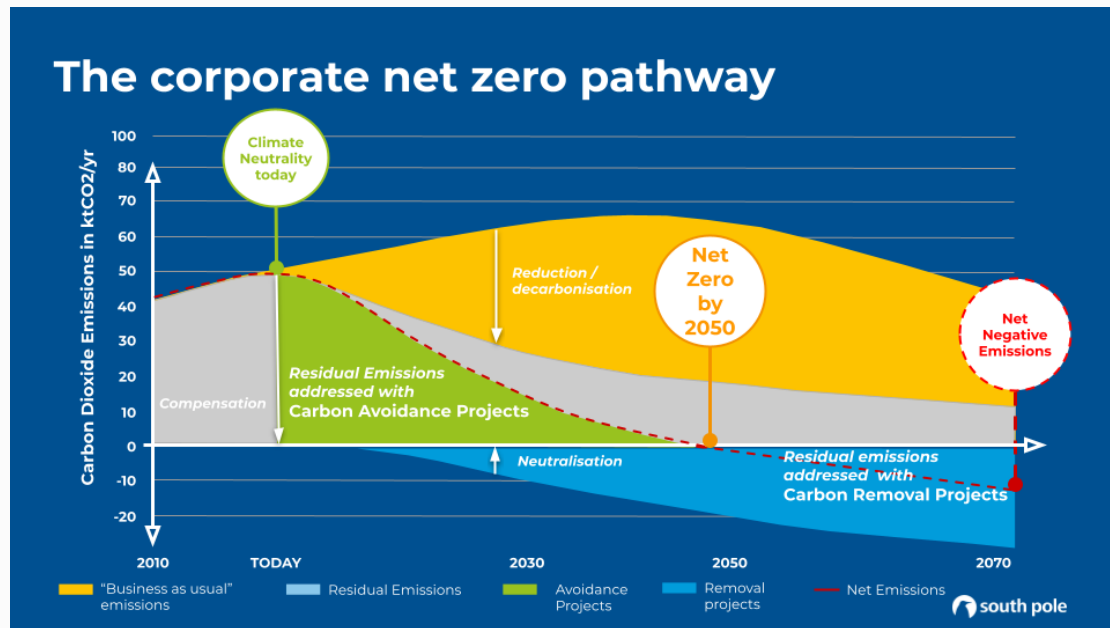 The corporate net zero pathway
Carbon Dioxide Emissions in ktCO2/yr
100
80
70
60
50
40
30
20
10
0
-10
-20
Climate
Neutrality
today
Reduction /
decarbonisation
Net
Zero
by
2050
Net
Negative
Emissions
Compensation
Residual Emissions
addressed with
Carbon Avoidance Projects
Neutralisation
Residual emissions
addressed with
Carbon Removal Projects
2010
TODAY
2030
2050
2070
“Business as usual”
emissions
Residual Emissions
Avoidance
Projects
Removal
projects
Net Emissions
south pole